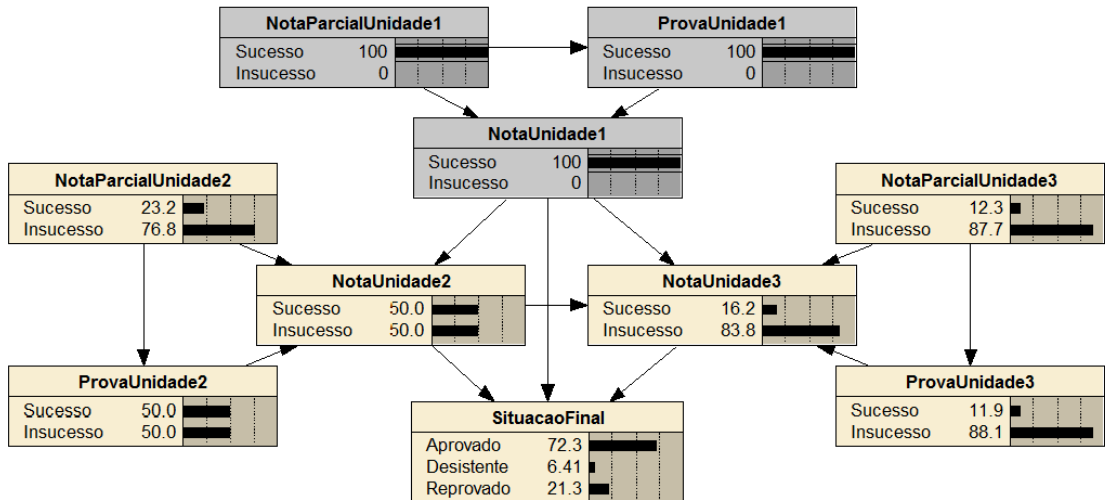 NotaParcialUnidade1
Sucesso 100
Insucesso 0
ProvaUnidade1
Sucesso 100
Insucesso 0
NotaUnidade1
Sucesso 100
Insucesso 0
NotaParcialUnidade2
Sucesso 23.2
Insucesso 76.8
NotaParcialUnidade3
Sucesso 12.3
Insucesso 87.7
NotaUnidade2
Sucesso 50.0
Insucesso 50.0
NotaUnidade3
Sucesso 16.2
Insucesso 83.8
ProvaUnidade2
Sucesso 50.0
Insucesso 50.0
SituacaoFinal
Aprovado 72.3
Desistente 6.41
Reprovado 21.3
ProvaUnidade3
Sucesso 11.9
Insucesso 88.1